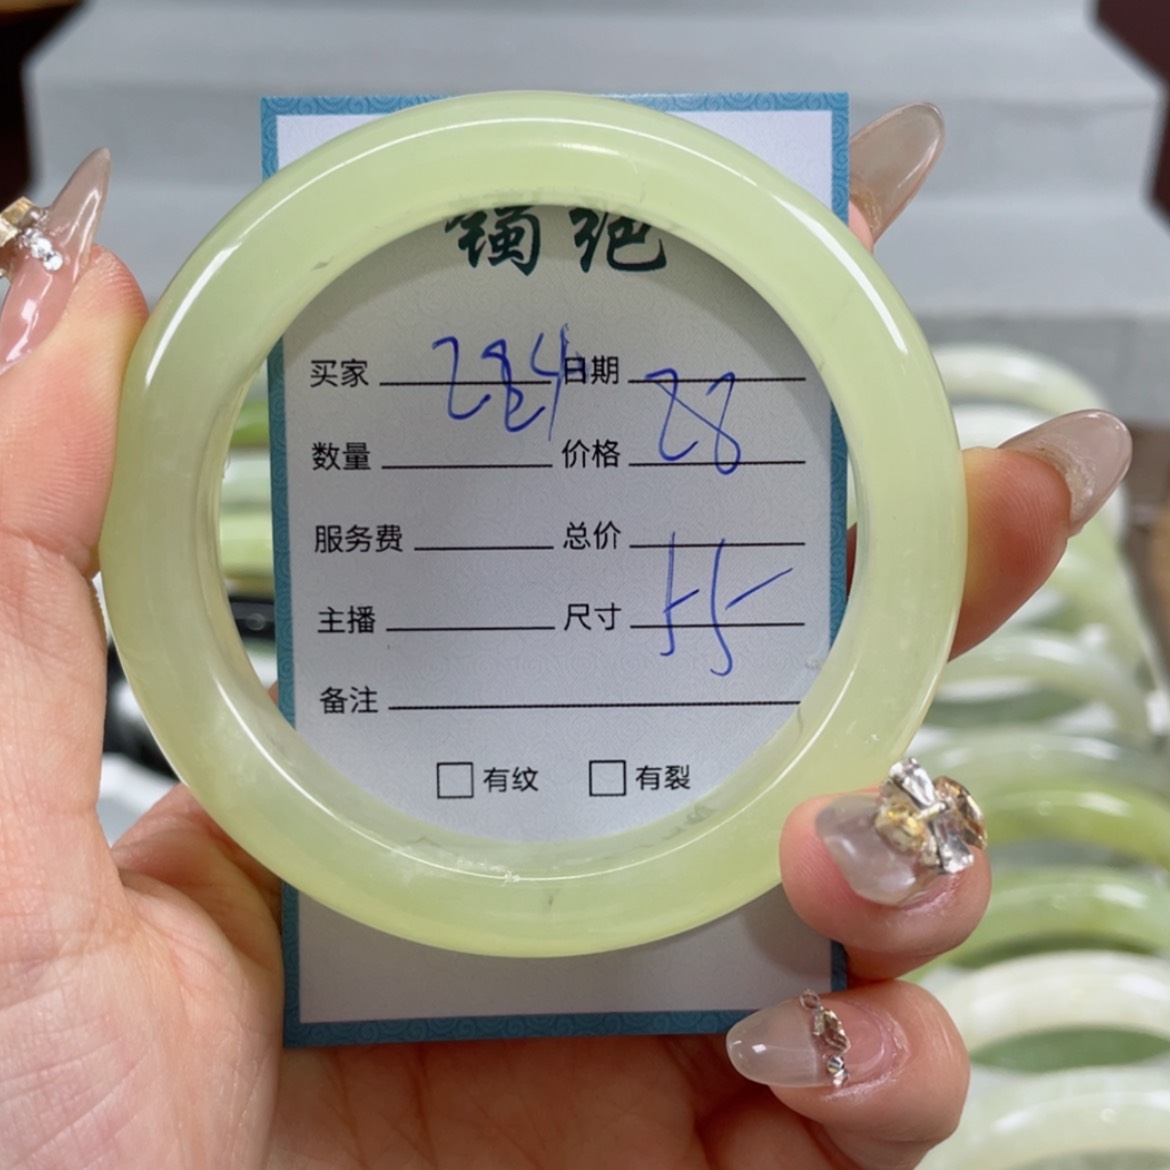 镯绝
买家 284 日期
数量 价格 28
服务费 总价
主播 尺寸 55
备注
□ 有纹 □ 有裂